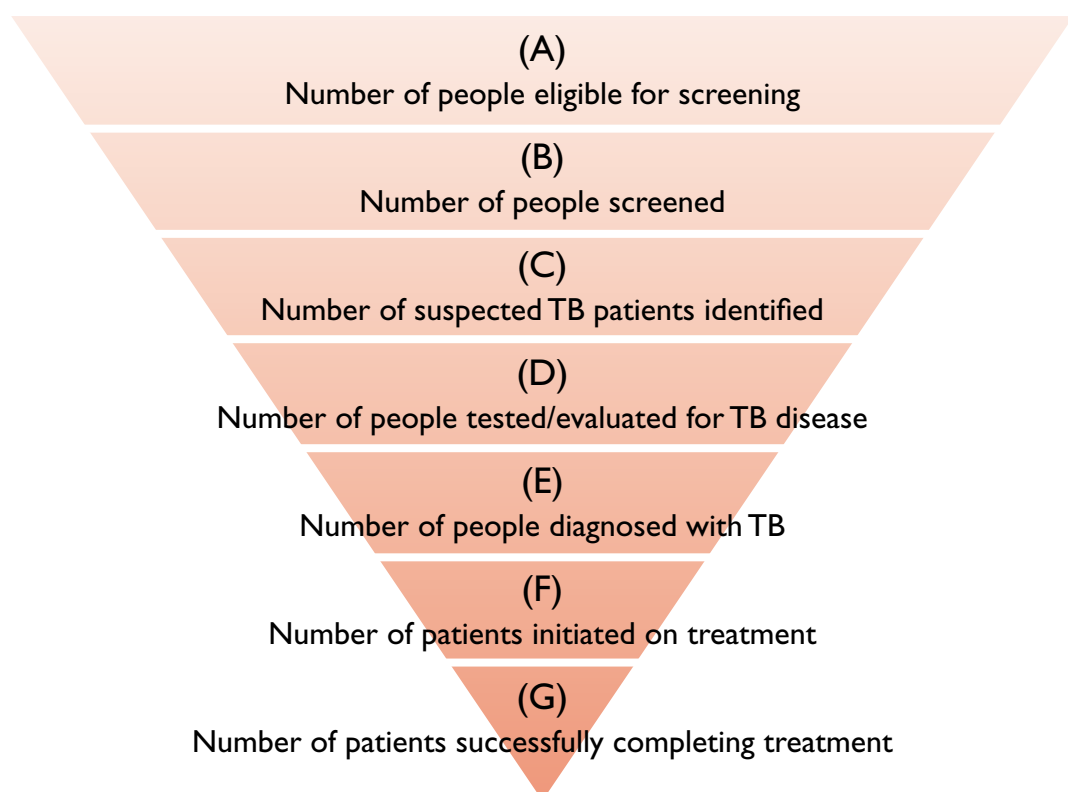 (A)
Number of people eligible for screening
(B)
Number of people screened
(C)
Number of suspected TB patients identified
(D)
Number of people tested/evaluated for TB disease
(E)
Number of people diagnosed with TB
(F)
Number of patients initiated on treatment
(G)
Number of patients successfully completing treatment